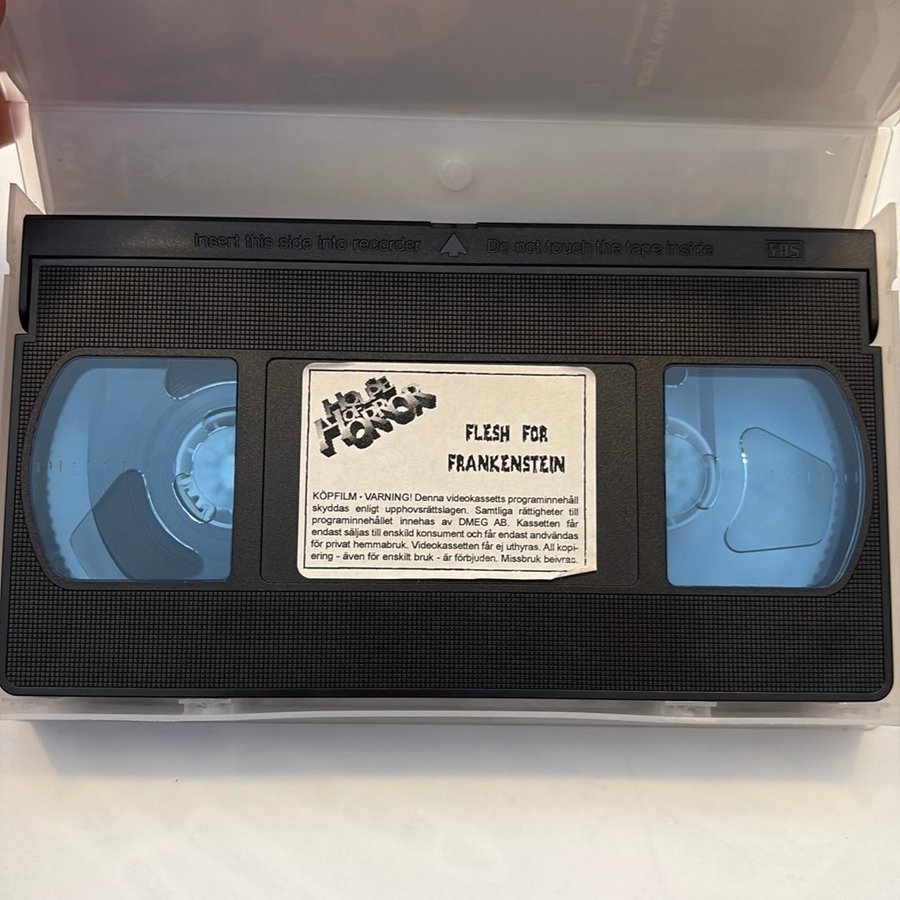 Insert this side into recorder Do not touch the tape inside VHS
HOUSE
OF
HORROR
FLESH FOR
FRANKENSTEIN
KÖPFILM • VARNING! Denna videokassetts programinnehåll
skyddas enligt upphovsrättslagen. Samtliga rättigheter till
programinnehållet innehas av DMEG AB. Kassetten får
endast säljas till enskild konsument och får endast användas
för privat hemmabruk. Videokassetten får ej uthyras. All kopi-
ering - även för enskilt bruk - är förbjuden. Missbruk beivras.